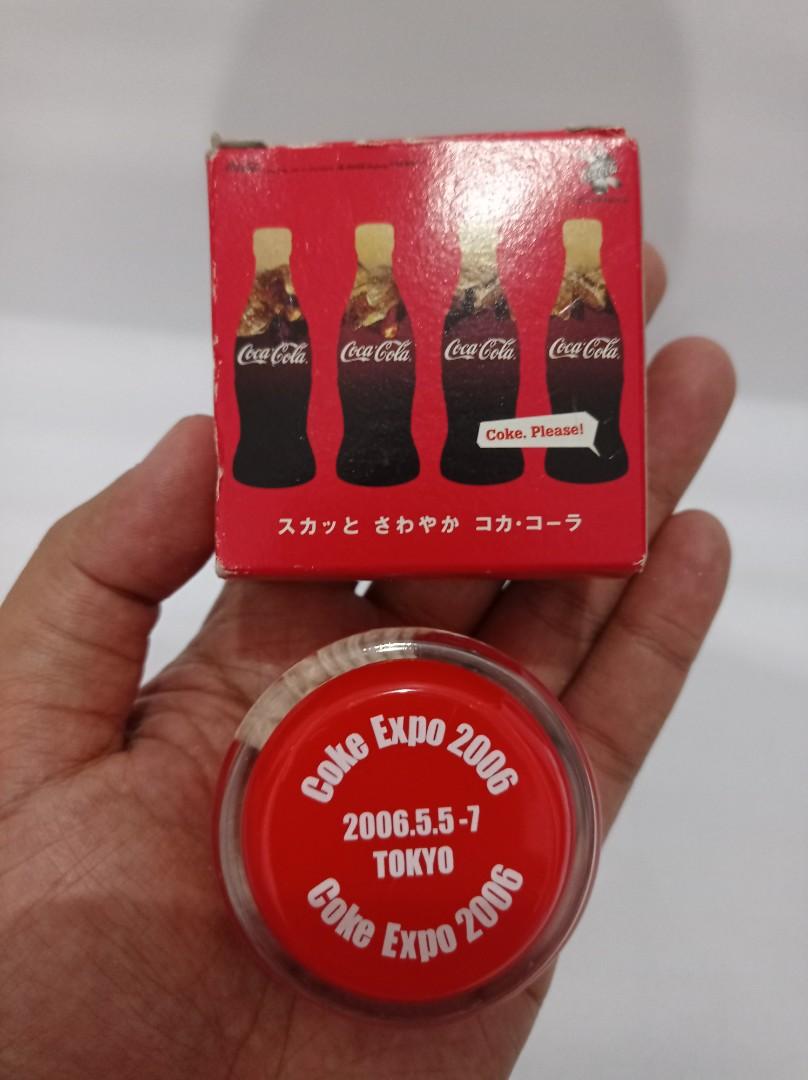 Coca-Cola
Coca-Cola
Coca-Cola
Coca-Cola
Coke. Please!
スカッと さわやか コカ・コーラ
Coke Expo 2006
2006.5.5-7
TOKYO
Coke Expo 2006